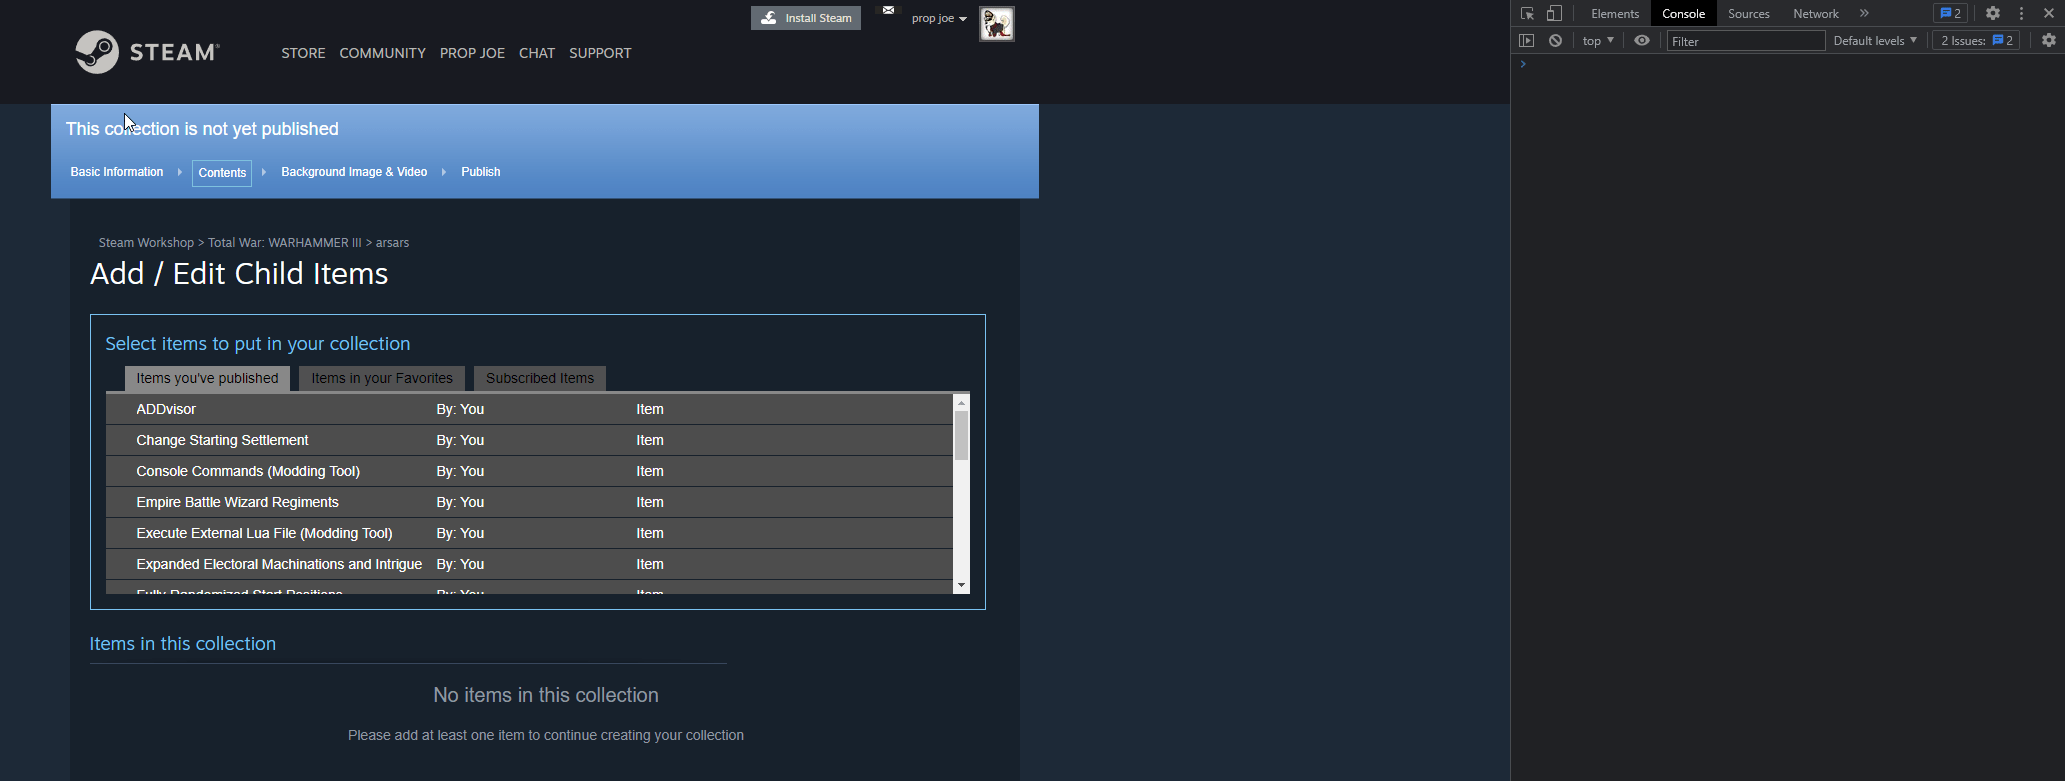 Install Steam
prop joe
STEAM®
STORE COMMUNITY PROP JOE CHAT SUPPORT
This collection is not yet published
Basic Information Contents Background Image & Video Publish
Steam Workshop > Total War: WARHAMMER III > arsars
Add / Edit Child Items
Select items to put in your collection
Items you've published Items in your Favorites Subscribed Items
ADDvisor By: You Item
Change Starting Settlement By: You Item
Console Commands (Modding Tool) By: You Item
Empire Battle Wizard Regiments By: You Item
Execute External Lua File (Modding Tool) By: You Item
Expanded Electoral Machinations and Intrigue By: You Item
Fully Randomized Start Positions By: You Item
Items in this collection
No items in this collection
Please add at least one item to continue creating your collection
Elements Console Sources Network » 2
top Filter Default levels 2 Issues: 2